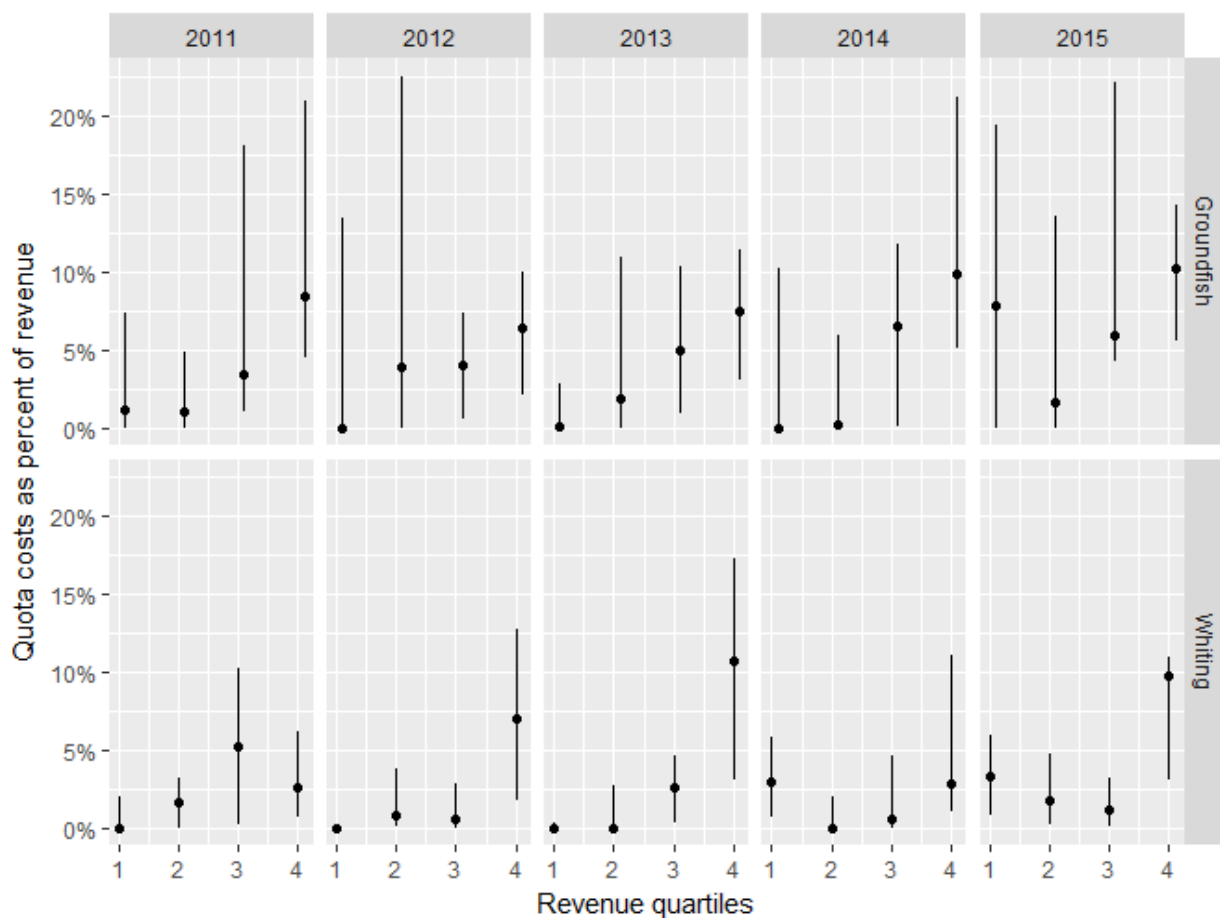 2011 2012 2013 2014 2015
Quota costs as percent of revenue
20%
15%
10%
5%
0%
Groundfish
20%
15%
10%
5%
0%
Whiting
1 2 3 4 1 2 3 4 1 2 3 4 1 2 3 4 1 2 3 4
Revenue quartiles